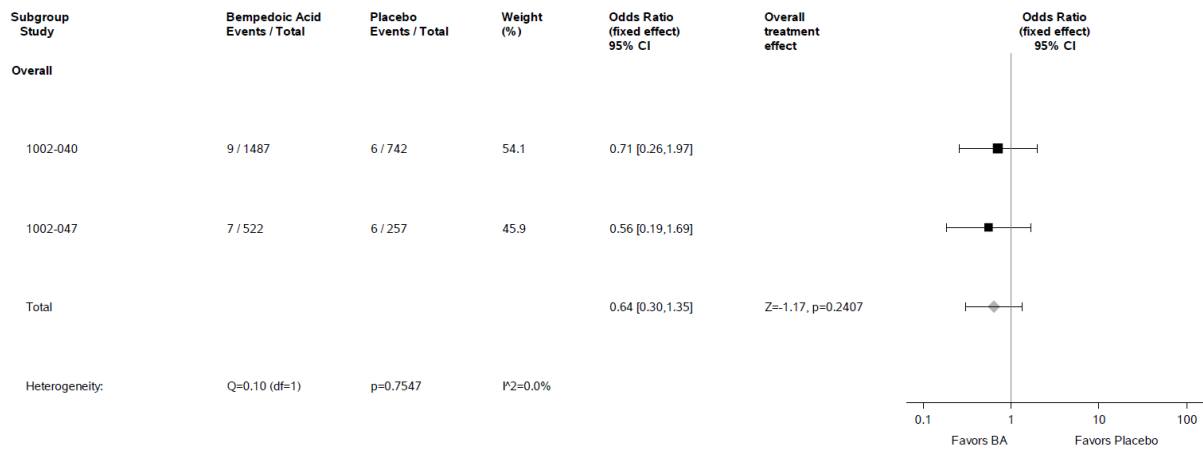 Subgroup Bempedoic Acid Placebo Weight Odds Ratio Overall Odds Ratio
Study Events / Total Events / Total (%) (fixed effect) treatment (fixed effect)
95% CI effect 95% CI
Overall
1002-040 9 / 1487 6 / 742 54.1 0.71 [0.26,1.97]
1002-047 7 / 522 6 / 257 45.9 0.56 [0.19,1.69]
Total 0.64 [0.30,1.35] Z=-1.17, p=0.2407
Heterogeneity: Q=0.10 (df=1) p=0.7547 I^2=0.0%
0.1 1 10 100
Favors BA Favors Placebo